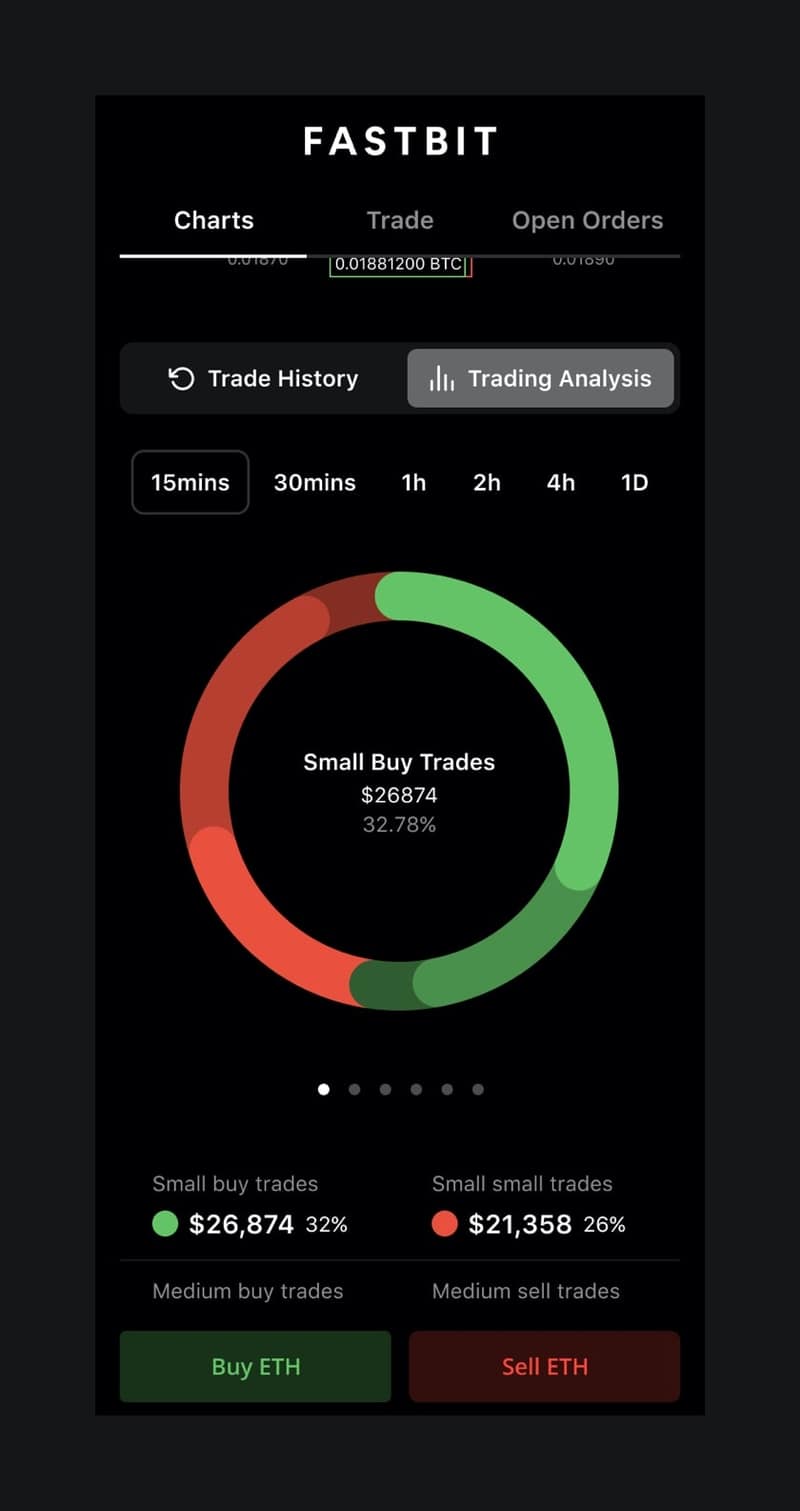 FASTBIT
Charts Trade Open Orders
0.01870 0.01881200 BTC 0.01890
Trade History Trading Analysis
15mins 30mins 1h 2h 4h 1D
Small Buy Trades
$26874
32.78%
Small buy trades Small small trades
$26,874 32% $21,358 26%
Medium buy trades Medium sell trades
Buy ETH Sell ETH